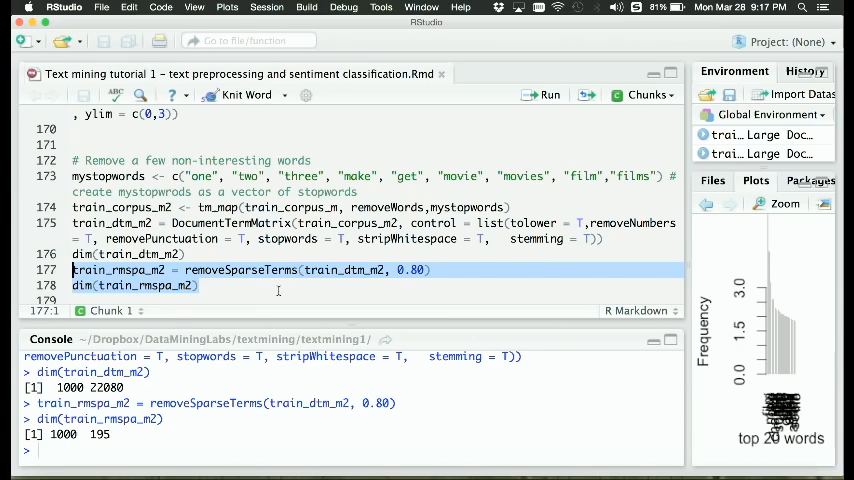 RStudio File Edit Code View Plots Session Build Debug Tools Window Help 81% Mon Mar 28 9:17 PM
RStudio
Go to file/function Project: (None)
Text mining tutorial 1 - text preprocessing and sentiment classification.Rmd
ABC Knit Word Run Chunks
, ylim = c(0,3))
170
171
172 # Remove a few non-interesting words
173 mystopwords <- c("one", "two", "three", "make", "get", "movie", "movies", "film","films") #
create mystopwrods as a vector of stopwords
174 train_corpus_m2 <- tm_map(train_corpus_m, removeWords,mystopwords)
175 train_dtm_m2 = DocumentTermMatrix(train_corpus_m2, control = list(tolower = T,removeNumbers
= T, removePunctuation = T, stopwords = T, stripWhitespace = T, stemming = T))
176 dim(train_dtm_m2)
177 train_rmspa_m2 = removeSparseTerms(train_dtm_m2, 0.80)
178 dim(train_rmspa_m2)
179
177:1 C Chunk 1 R Markdown
Console ~/Dropbox/DataMiningLabs/textmining/textmining1/
removePunctuation = T, stopwords = T, stripWhitespace = T, stemming = T))
> dim(train_dtm_m2)
[1] 1000 22080
> train_rmspa_m2 = removeSparseTerms(train_dtm_m2, 0.80)
> dim(train_rmspa_m2)
[1] 1000 195
>
Environment History
Import Datas
Global Environment
trai… Large Doc…
trai… Large Doc…
Files Plots Packages
Zoom
Frequency
0.0 1.5 3.0
top 20 words